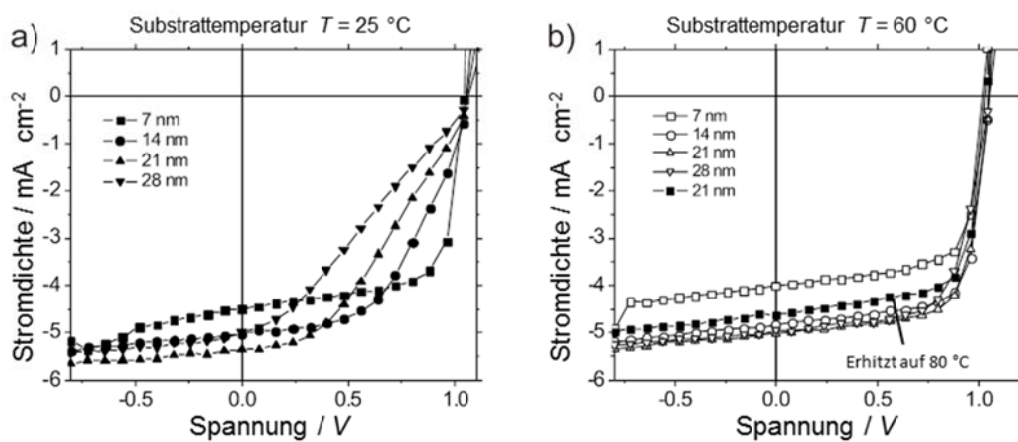 a)
Substrattemperatur T = 25 °C
1
0
-1
-2
-3
-4
-5
-6
Stromdichte / mA cm-2
7 nm
14 nm
21 nm
28 nm
-0.5
0.0
0.5
1.0
Spannung / V
b)
Substrattemperatur T = 60 °C
1
0
-1
-2
-3
-4
-5
-6
Stromdichte / mA cm-2
7 nm
14 nm
21 nm
28 nm
21 nm
Erhitzt auf 80 °C
-0.5
0.0
0.5
1.0
Spannung / V